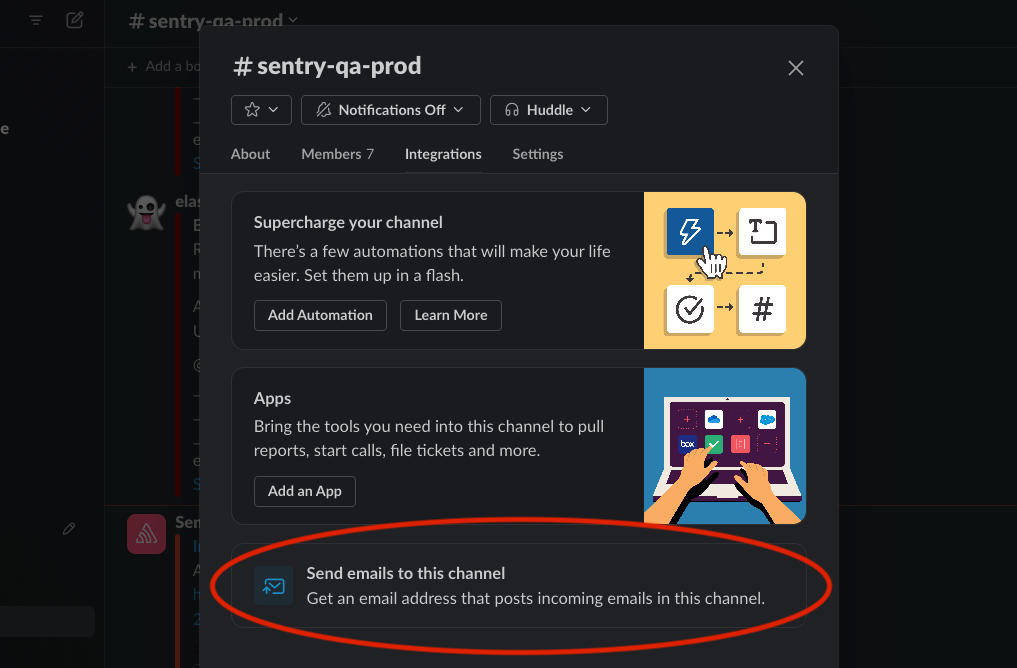 # sentry-qa-prod
+ Add a bo
# sentry-qa-prod
Notifications Off
Huddle
About
Members 7
Integrations
Settings
e
elas
Supercharge your channel
There's a few automations that will make your life
easier. Set them up in a flash.
Add Automation
Learn More
T
#
Apps
Bring the tools you need into this channel to pull
reports, start calls, file tickets and more.
Add an App
box
Sen
Send emails to this channel
Get an email address that posts incoming emails in this channel.